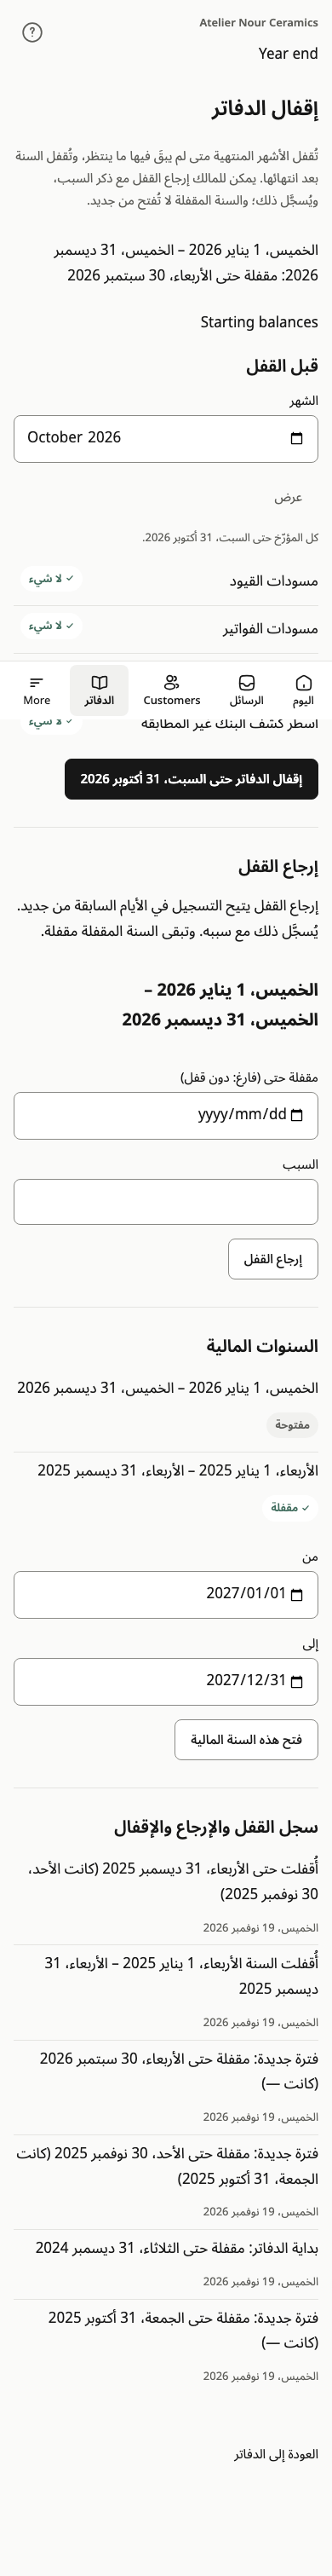 Atelier Nour Ceramics
Year end
إقفال الدفاتر
تُقفل الأشهر المنتهية متى لم يبقَ فيها ما ينتظر، وتُقفل السنة
بعد انتهائها. يمكن للمالك إرجاع القفل مع ذكر السبب،
ويُسجَّل ذلك؛ والسنة المقفلة لا تُفتح من جديد.
الخميس، 1 يناير 2026 – الخميس، 31 ديسمبر
2026: مقفلة حتى الأربعاء، 30 سبتمبر 2026
Starting balances
قبل القفل
الشهر
October 2026
عرض
كل المؤرّخ حتى السبت، 31 أكتوبر 2026.
مسودات القيود
لا شيء
مسودات الفواتير
لا شيء
اليوم
الرسائل
Customers
الدفاتر
More
أسطر كشف البنك غير المطابقة
لا شيء
إقفال الدفاتر حتى السبت، 31 أكتوبر 2026
إرجاع القفل
إرجاع القفل يتيح التسجيل في الأيام السابقة من جديد.
يُسجَّل ذلك مع سببه. وتبقى السنة المقفلة مقفلة.
الخميس، 1 يناير 2026 –
الخميس، 31 ديسمبر 2026
مقفلة حتى (فارغ: دون قفل)
yyyy/mm/dd
السبب
إرجاع القفل
السنوات المالية
الخميس، 1 يناير 2026 – الخميس، 31 ديسمبر 2026
مفتوحة
الأربعاء، 1 يناير 2025 – الأربعاء، 31 ديسمبر 2025
مقفلة
من
2027/01/01
إلى
2027/12/31
فتح هذه السنة المالية
سجل القفل والإرجاع والإقفال
أُقفلت حتى الأربعاء، 31 ديسمبر 2025 (كانت الأحد،
30 نوفمبر 2025)
الخميس، 19 نوفمبر 2026
أُقفلت السنة الأربعاء، 1 يناير 2025 – الأربعاء، 31
ديسمبر 2025
الخميس، 19 نوفمبر 2026
فترة جديدة: مقفلة حتى الأربعاء، 30 سبتمبر 2026
(كانت —)
الخميس، 19 نوفمبر 2026
فترة جديدة: مقفلة حتى الأحد، 30 نوفمبر 2025 (كانت
الجمعة، 31 أكتوبر 2025)
الخميس، 19 نوفمبر 2026
بداية الدفاتر: مقفلة حتى الثلاثاء، 31 ديسمبر 2024
الخميس، 19 نوفمبر 2026
فترة جديدة: مقفلة حتى الجمعة، 31 أكتوبر 2025
(كانت —)
الخميس، 19 نوفمبر 2026
العودة إلى الدفاتر